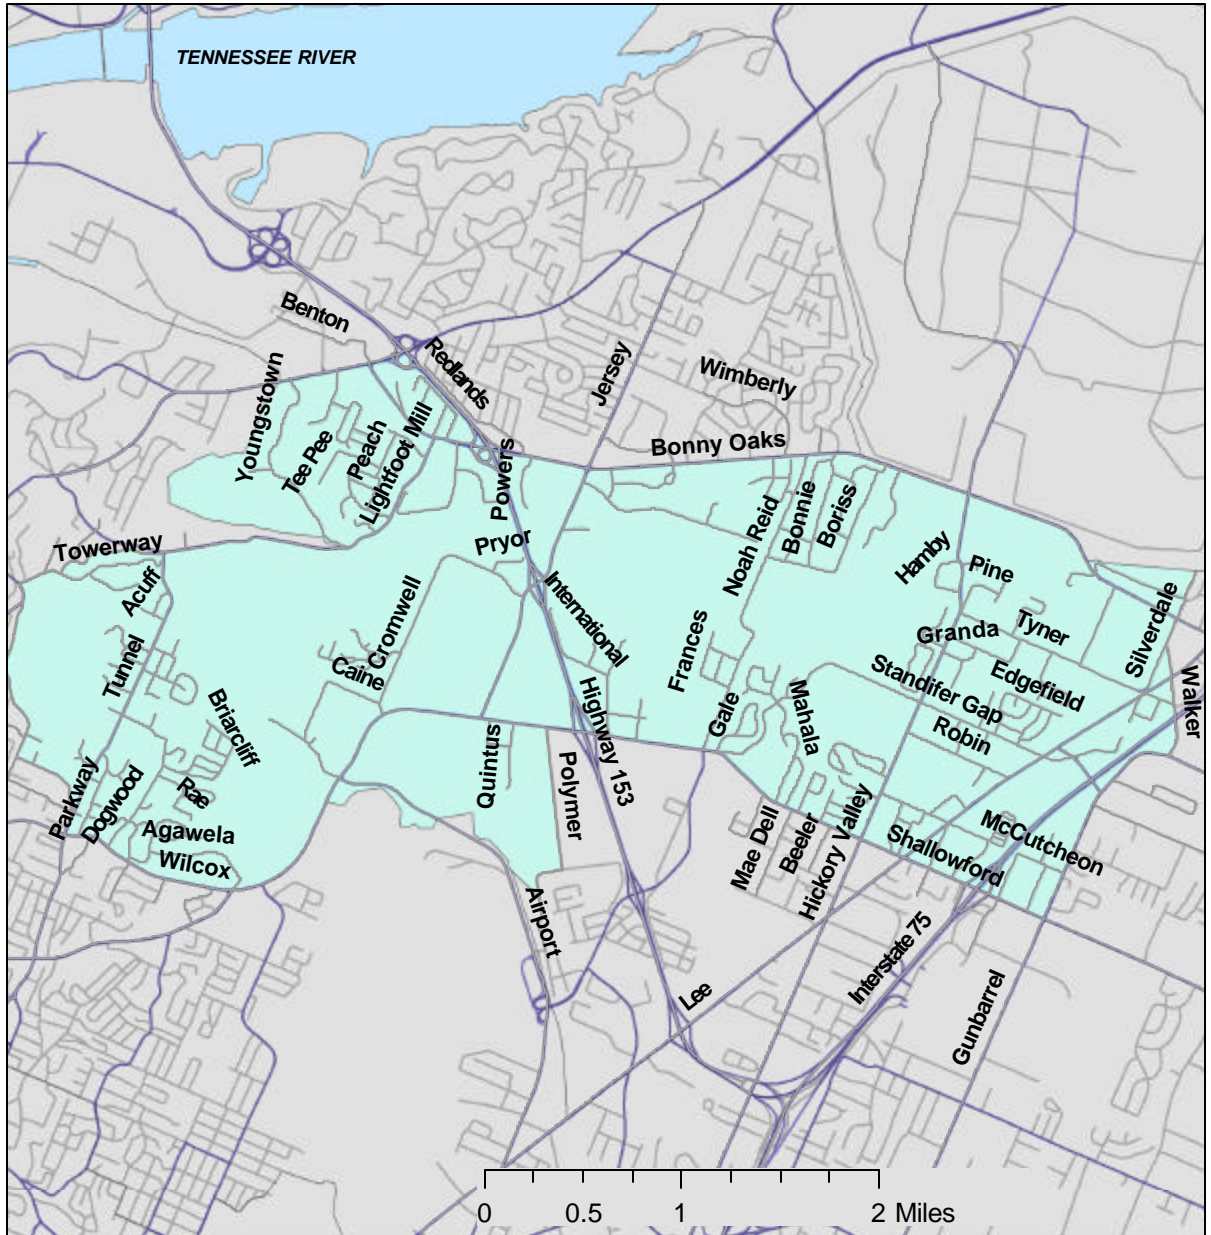 TENNESSEE RIVER
Benton
Redlands
Jersey
Wimberly
Youngstown
Tee Pee
Peach
Lightfoot Mill
Bonny Oaks
Powers
Noah Reid
Bonnie
Boriss
Towerway
Pryor
Hamby
Pine
Acuff
International
Cromwell
Caine
Tunnel
Frances
Granda
Tyner
Silverdale
Standifer Gap
Edgefield
Walker
Briarcliff
Gale
Mahala
Robin
Highway 153
Quintus
Polymer
Parkway
Dogwood
Rae
Agawela
Wilcox
Mae Dell
Beeler
Hickory Valley
Shallowford
McCutcheon
Airport
Interstate 75
Lee
Gunbarrel
0 0.5 1 2 Miles